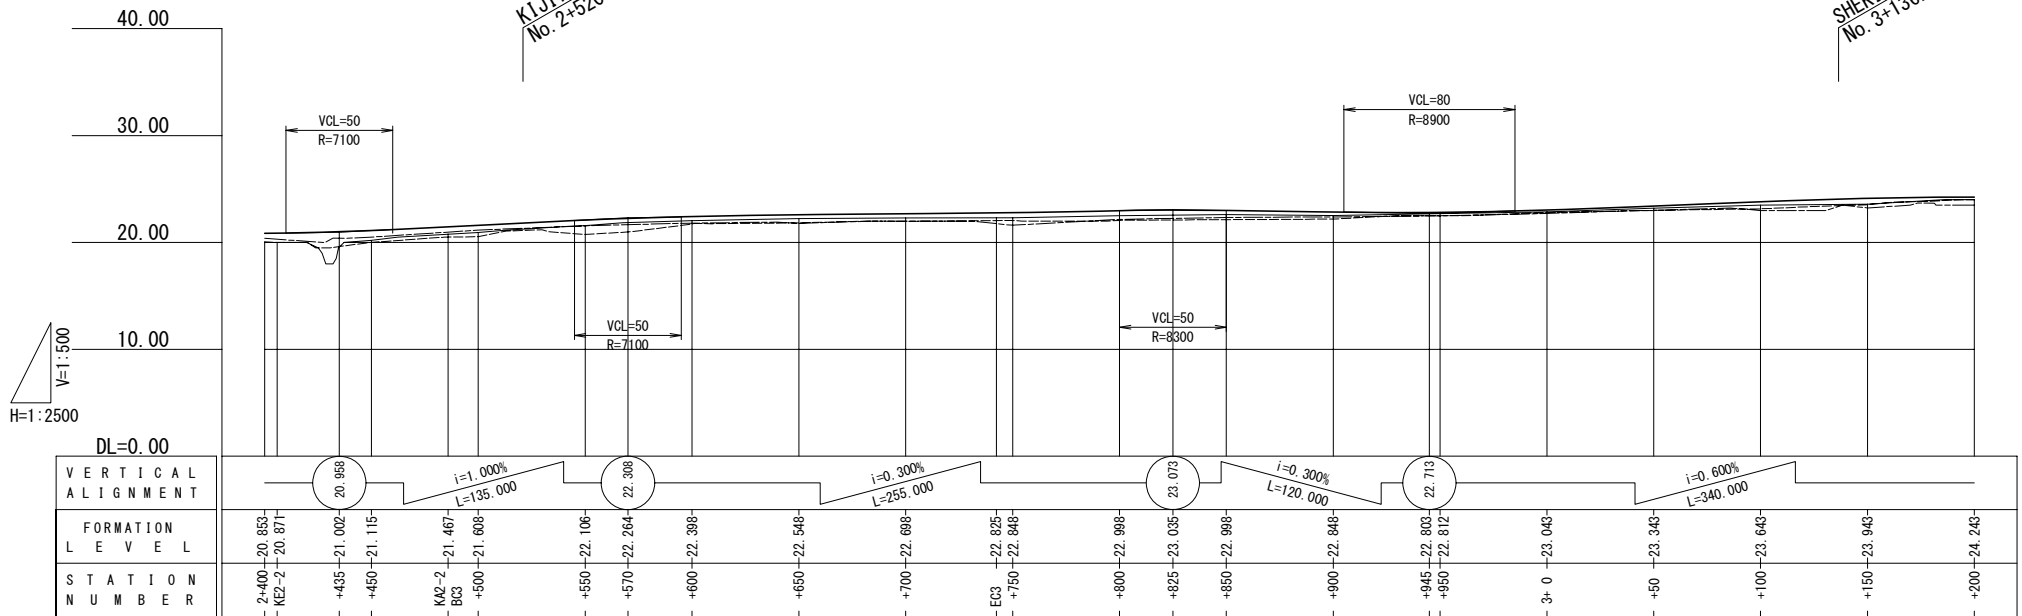 40.00
30.00
20.00
10.00
DL=0.00
V=1:500
H=1:2500
No. 2+520
No. 3+130
VCL=50
R=7100
VCL=50
R=7100
VCL=50
R=8300
VCL=80
R=8900
VERTICAL
ALIGNMENT
20.958
i=1.000%
L=135.000
22.308
i=0.300%
L=255.000
23.073
i=0.300%
L=120.000
22.713
i=0.600%
L=340.000
FORMATION
LEVEL
20.853 20.871 21.002 21.115 21.467 21.608 22.106 22.264 22.398 22.548 22.698 22.825 22.848 22.998 23.035 22.998 22.848 22.803 22.812 23.043 23.343 23.643 23.943 24.243
STATION
NUMBER
2+400 KE2-2 +435 +450 KA2-2 BC3 +500 +550 +570 +600 +650 +700 EC3 +750 +800 +825 +850 +900 +945 +950 3+ 0 +50 +100 +150 +200